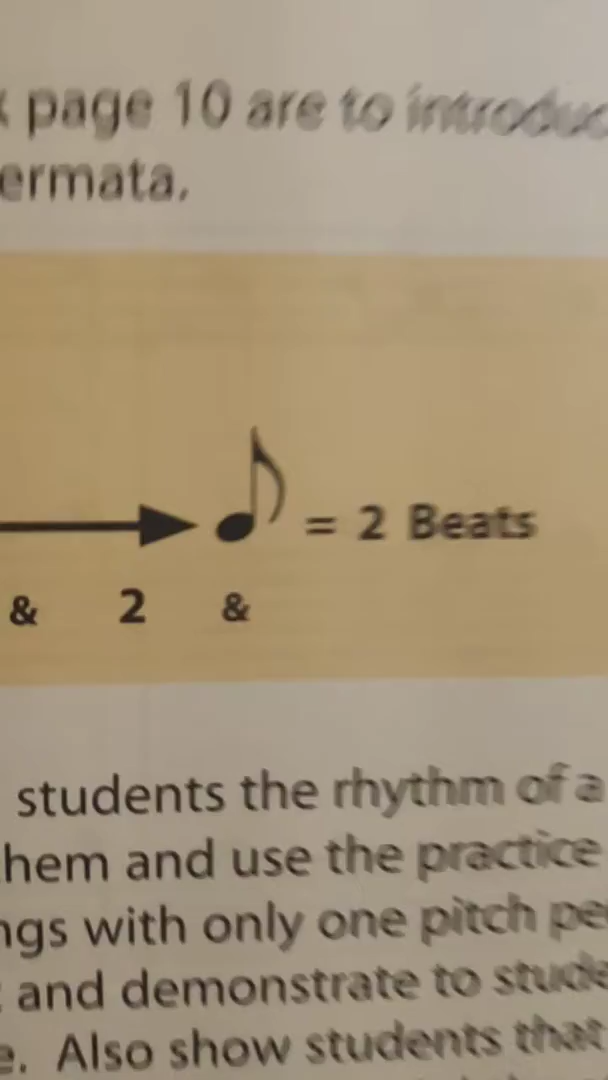 page 10 are to introduc
ermata.
= 2 Beats
& 2 &
students the rhythm of a
hem and use the practice
ngs with only one pitch pe
and demonstrate to stude
e. Also show students that